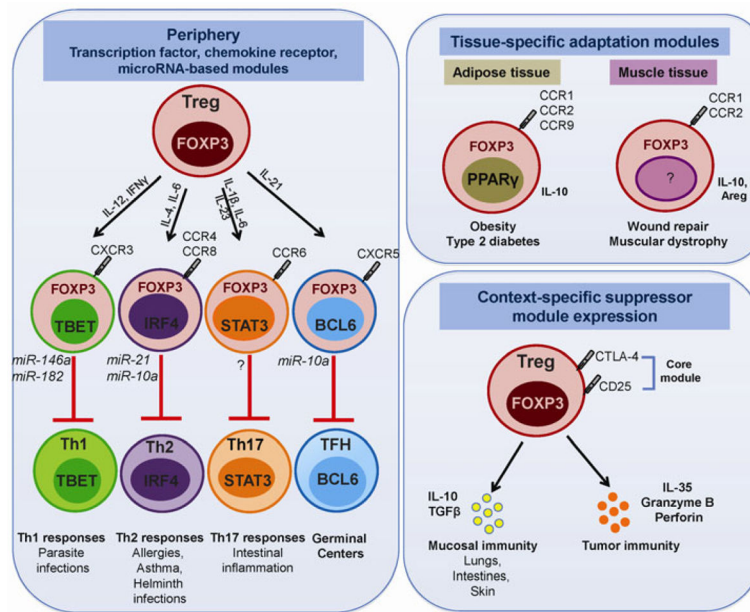 Periphery
Transcription factor, chemokine receptor,
microRNA-based modules
Treg
FOXP3
IL-12, IFNγ
IL-4, IL-6
IL-1β, IL-6
IL-23
IL-21
CXCR3
CCR4
CCR8
CCR6
CXCR5
FOXP3
TBET
FOXP3
IRF4
FOXP3
STAT3
FOXP3
BCL6
miR-146a
miR-182
miR-21
miR-10a
?
miR-10a
Th1
TBET
Th2
IRF4
Th17
STAT3
TFH
BCL6
Th1 responses
Parasite
infections
Th2 responses
Allergies,
Asthma,
Helminth
infections
Th17 responses
Intestinal
inflammation
Germinal
Centers
Tissue-specific adaptation modules
Adipose tissue
CCR1
CCR2
CCR9
FOXP3
PPARγ
IL-10
Obesity
Type 2 diabetes
Muscle tissue
CCR1
CCR2
FOXP3
?
IL-10,
Areg
Wound repair
Muscular dystrophy
Context-specific suppressor
module expression
Treg
FOXP3
CTLA-4
CD25
Core
module
IL-10
TGFβ
Mucosal immunity
Lungs,
Intestines,
Skin
IL-35
Granzyme B
Perforin
Tumor immunity